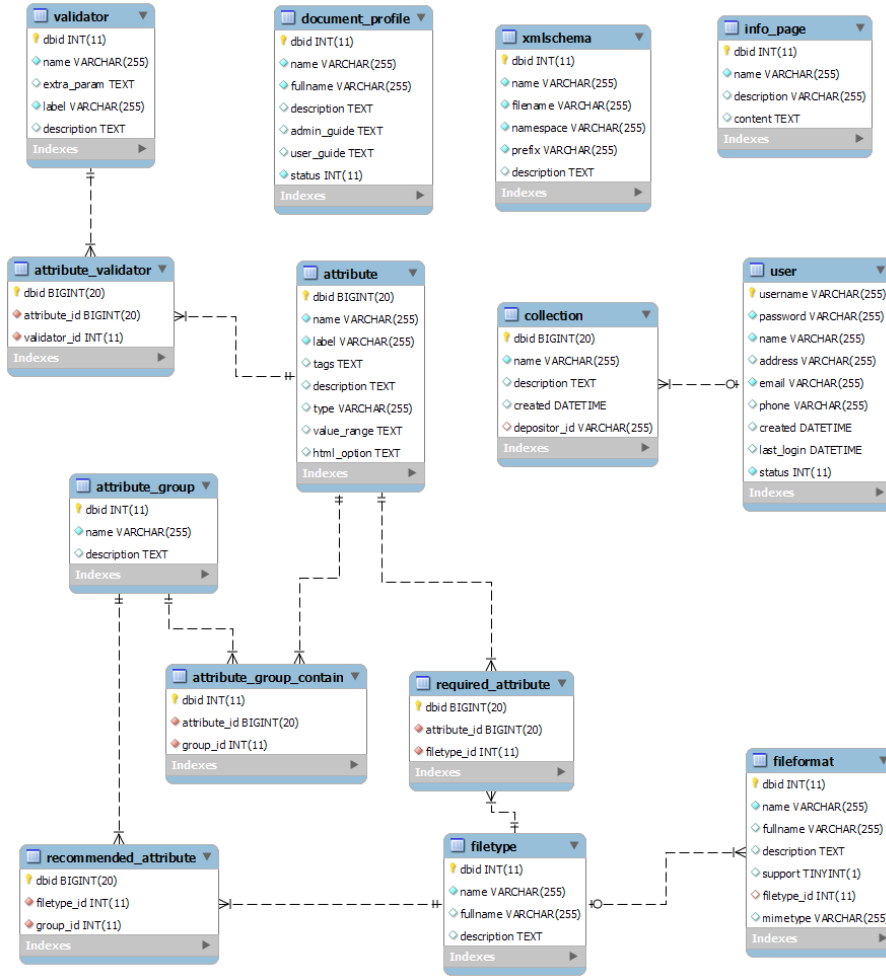 validator
dbid INT(11)
name VARCHAR(255)
extra_param TEXT
label VARCHAR(255)
description TEXT
Indexes
document_profile
dbid INT(11)
name VARCHAR(255)
fullname VARCHAR(255)
description TEXT
admin_guide TEXT
user_guide TEXT
status INT(11)
Indexes
xmlschema
dbid INT(11)
name VARCHAR(255)
filename VARCHAR(255)
namespace VARCHAR(255)
prefix VARCHAR(255)
description TEXT
Indexes
info_page
dbid INT(11)
name VARCHAR(255)
description VARCHAR(255)
content TEXT
Indexes
attribute_validator
dbid BIGINT(20)
attribute_id BIGINT(20)
validator_id INT(11)
Indexes
attribute
dbid BIGINT(20)
name VARCHAR(255)
label VARCHAR(255)
tags TEXT
description TEXT
type VARCHAR(255)
value_range TEXT
html_option TEXT
Indexes
collection
dbid BIGINT(20)
name VARCHAR(255)
description TEXT
created DATETIME
depositor_id VARCHAR(255)
Indexes
user
username VARCHAR(255)
password VARCHAR(255)
name VARCHAR(255)
address VARCHAR(255)
email VARCHAR(255)
phone VARCHAR(255)
created DATETIME
last_login DATETIME
status INT(11)
Indexes
attribute_group
dbid INT(11)
name VARCHAR(255)
description TEXT
Indexes
attribute_group_contain
dbid INT(11)
attribute_id BIGINT(20)
group_id INT(11)
Indexes
required_attribute
dbid BIGINT(20)
attribute_id BIGINT(20)
filetype_id INT(11)
Indexes
fileformat
dbid INT(11)
name VARCHAR(255)
fullname VARCHAR(255)
description TEXT
support TINYINT(1)
filetype_id INT(11)
mimetype VARCHAR(255)
Indexes
recommended_attribute
dbid BIGINT(20)
filetype_id INT(11)
group_id INT(11)
Indexes
filetype
dbid INT(11)
name VARCHAR(255)
fullname VARCHAR(255)
description TEXT
Indexes